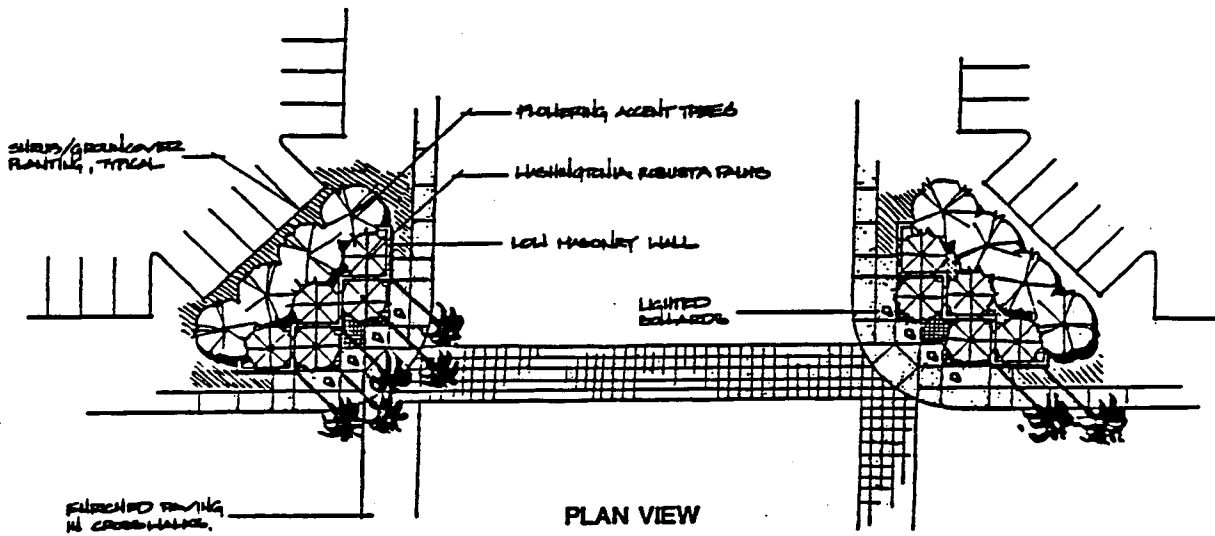 FLOWERING ACCENT TREES
SHRUB/GROUNDCOVER
PLANTING, TYPICAL
WASHINGTONIA ROBUSTA PALMS
LOW MASONRY WALL
LIGHTED
BOLLARDS
ENRICHED PAVING
IN CROSSWALKS.
PLAN VIEW